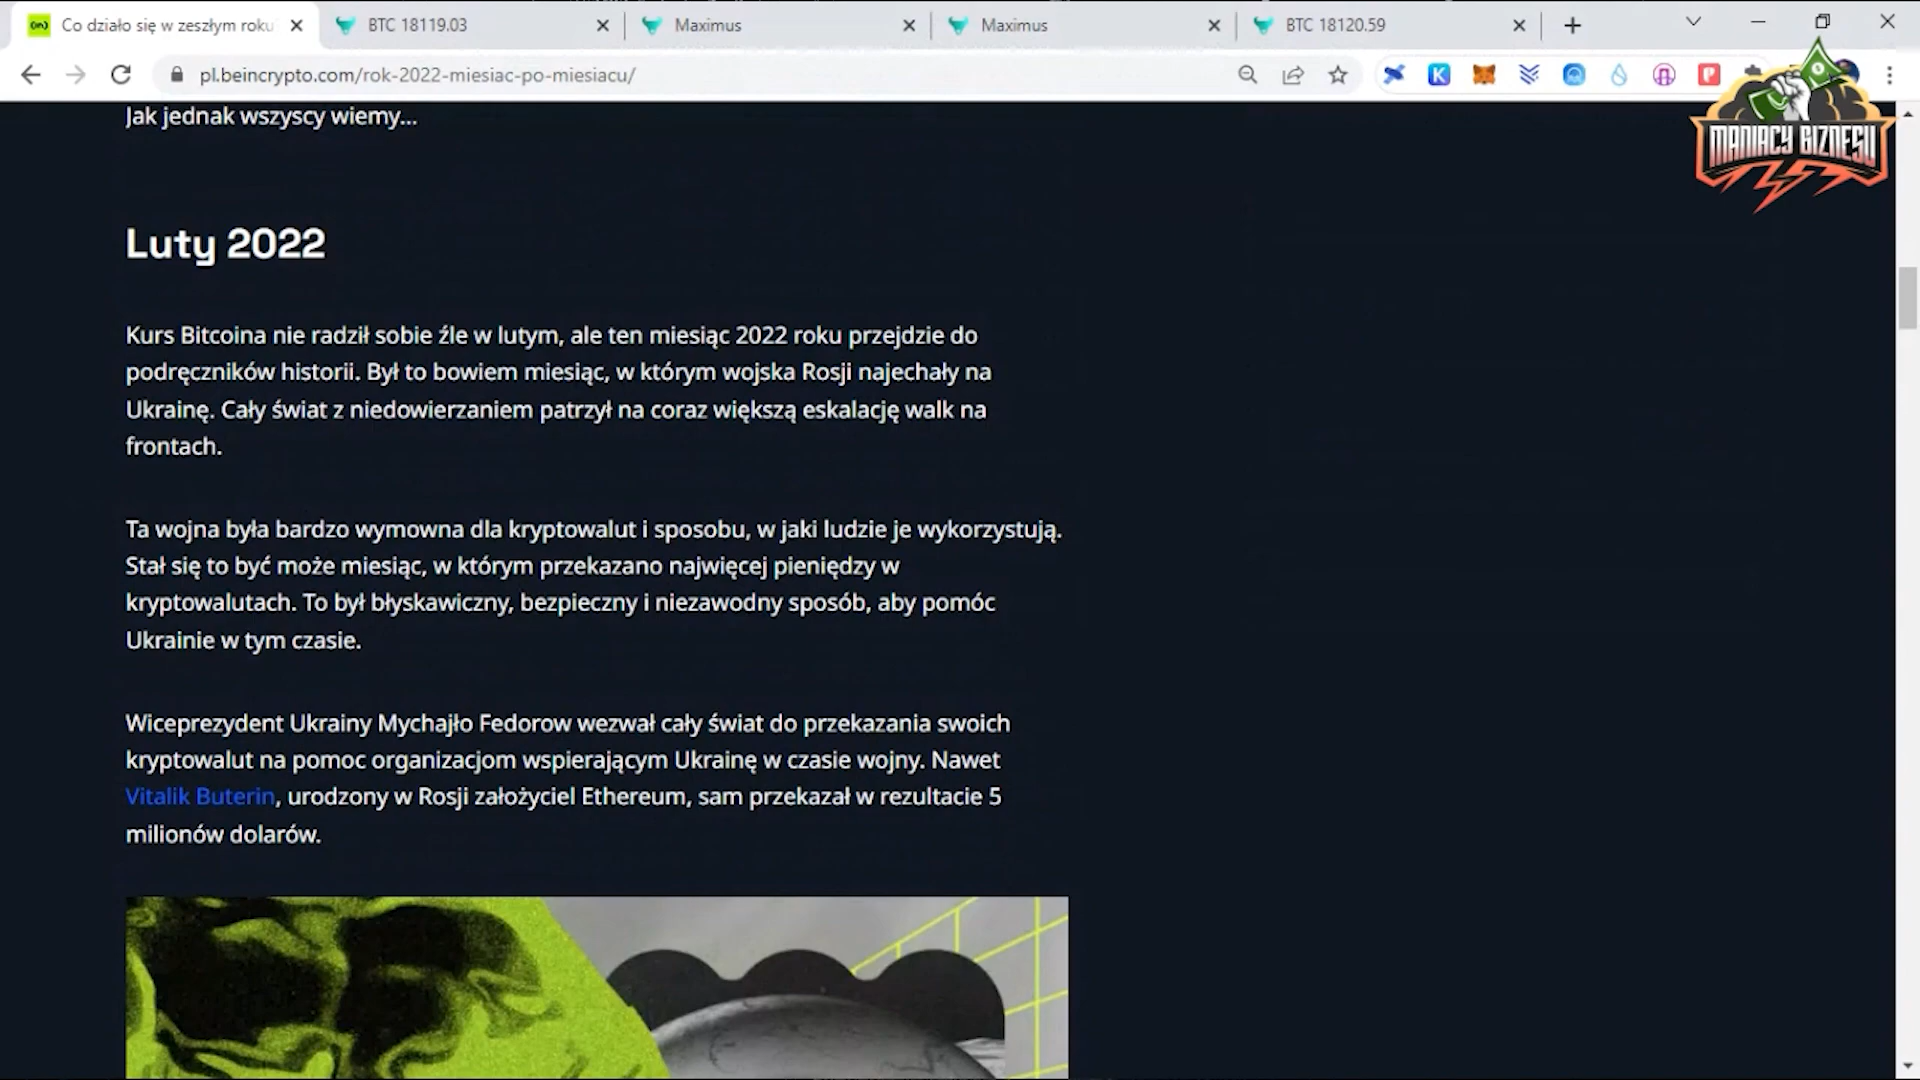 Co działo się w zeszłym roku
BTC 18119.03
Maximus
Maximus
BTC 18120.59
pl.beincrypto.com/rok-2022-miesiac-po-miesiacu/
MANIACY BIZNESU
Jak jednak wszyscy wiemy...
Luty 2022
Kurs Bitcoina nie radził sobie źle w lutym, ale ten miesiąc 2022 roku przejdzie do
podręczników historii. Był to bowiem miesiąc, w którym wojska Rosji najechały na
Ukrainę. Cały świat z niedowierzaniem patrzył na coraz większą eskalację walk na
frontach.
Ta wojna była bardzo wymowna dla kryptowalut i sposobu, w jaki ludzie je wykorzystują.
Stał się to być może miesiąc, w którym przekazano najwięcej pieniędzy w
kryptowalutach. To był błyskawiczny, bezpieczny i niezawodny sposób, aby pomóc
Ukrainie w tym czasie.
Wiceprezydent Ukrainy Mychajło Fedorow wezwał cały świat do przekazania swoich
kryptowalut na pomoc organizacjom wspierającym Ukrainę w czasie wojny. Nawet
Vitalik Buterin, urodzony w Rosji założyciel Ethereum, sam przekazał w rezultacie 5
milionów dolarów.